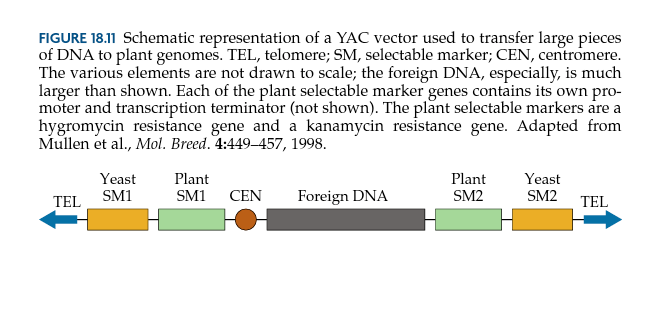 FIGURE 18.11 Schematic representation of a YAC vector used to transfer large pieces
of DNA to plant genomes. TEL, telomere; SM, selectable marker; CEN, centromere.
The various elements are not drawn to scale; the foreign DNA, especially, is much
larger than shown. Each of the plant selectable marker genes contains its own pro-
moter and transcription terminator (not shown). The plant selectable markers are a
hygromycin resistance gene and a kanamycin resistance gene. Adapted from
Mullen et al., Mol. Breed. 4:449–457, 1998.
TEL
Yeast
SM1
Plant
SM1
CEN
Foreign DNA
Plant
SM2
Yeast
SM2
TEL